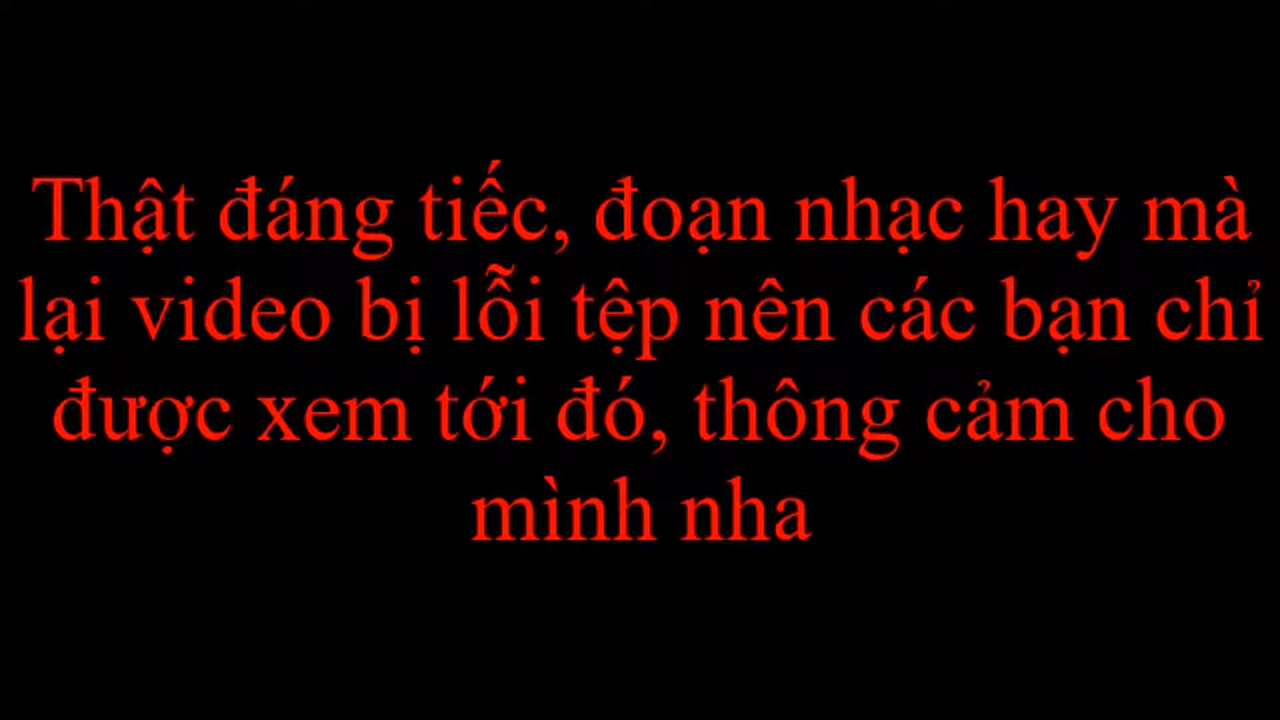 Thật đáng tiếc, đoạn nhạc hay mà
lại video bị lỗi tệp nên các bạn chỉ
được xem tới đó, thông cảm cho
mình nha